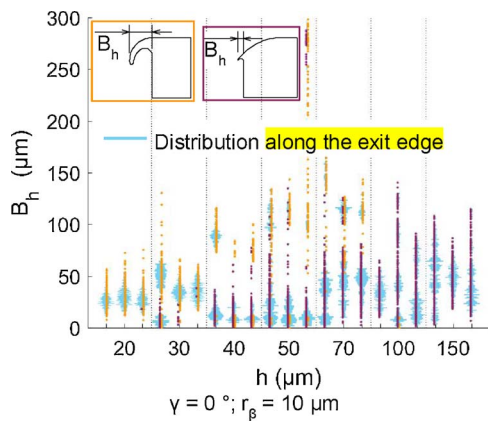 300
250
200
150
100
50
0
B_h (µm)
B_h
B_h
Distribution along the exit edge
20 30 40 50 70 100 150
h (µm)
γ = 0 °; r_β = 10 µm